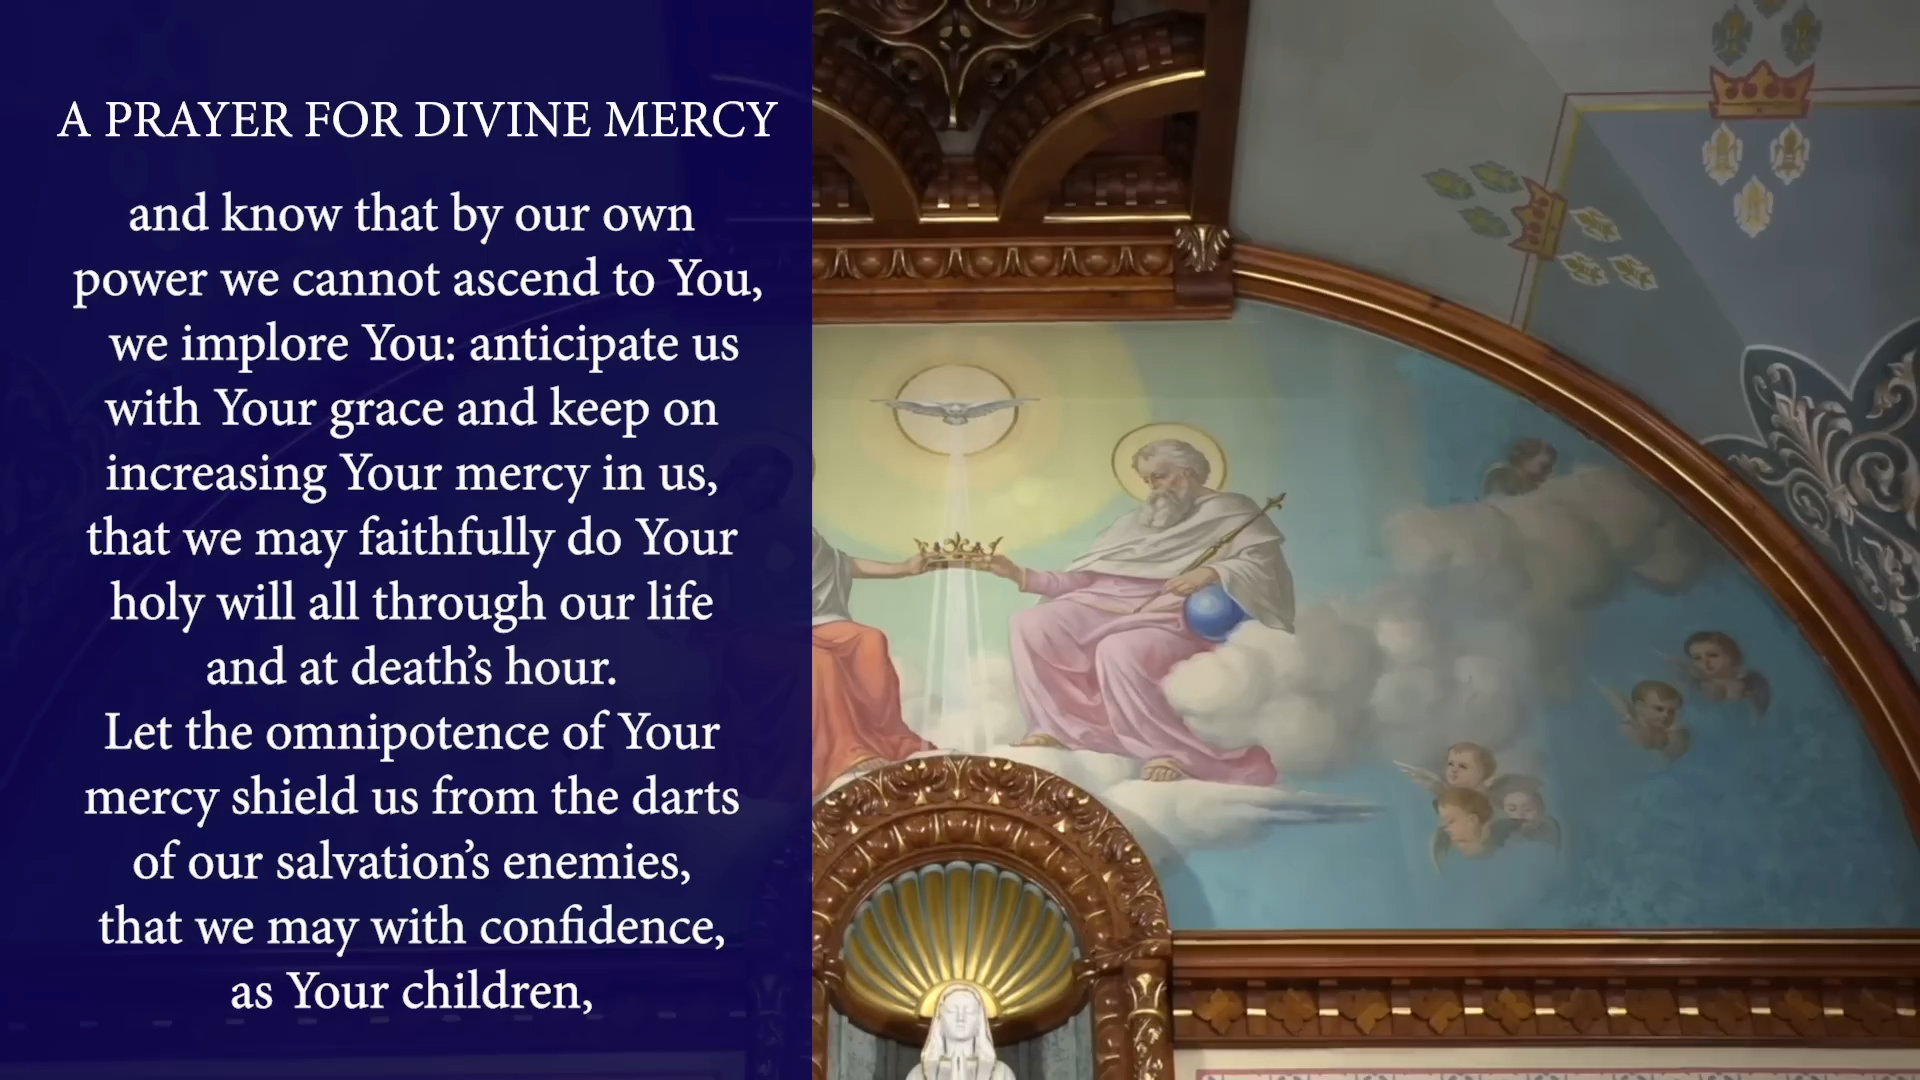 A PRAYER FOR DIVINE MERCY
and know that by our own
power we cannot ascend to You,
we implore You: anticipate us
with Your grace and keep on
increasing Your mercy in us,
that we may faithfully do Your
holy will all through our life
and at death’s hour.
Let the omnipotence of Your
mercy shield us from the darts
of our salvation’s enemies,
that we may with confidence,
as Your children,